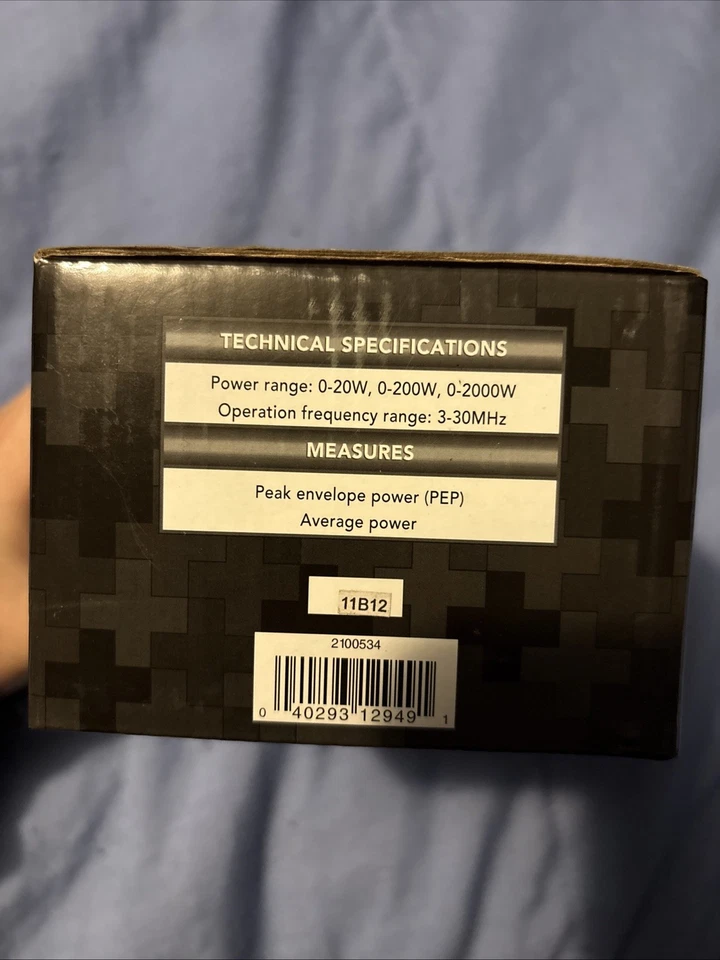 TECHNICAL SPECIFICATIONS
Power range: 0-20W, 0-200W, 0-2000W
Operation frequency range: 3-30MHz
MEASURES
Peak envelope power (PEP)
Average power
11B12
2100534
0 40293 12949 1